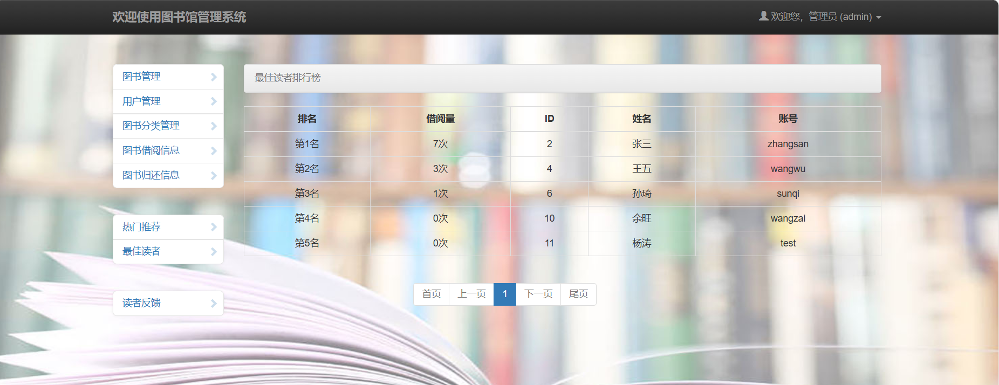 欢迎使用图书馆管理系统
欢迎您，管理员 (admin)
图书管理
用户管理
图书分类管理
图书借阅信息
图书归还信息
热门推荐
最佳读者
读者反馈
最佳读者排行榜
排名 借阅量 ID 姓名 账号
第1名 7次 2 张三 zhangsan
第2名 3次 4 王五 wangwu
第3名 1次 6 孙琦 sunqi
第4名 0次 10 余旺 wangzai
第5名 0次 11 杨涛 test
首页 上一页 1 下一页 尾页